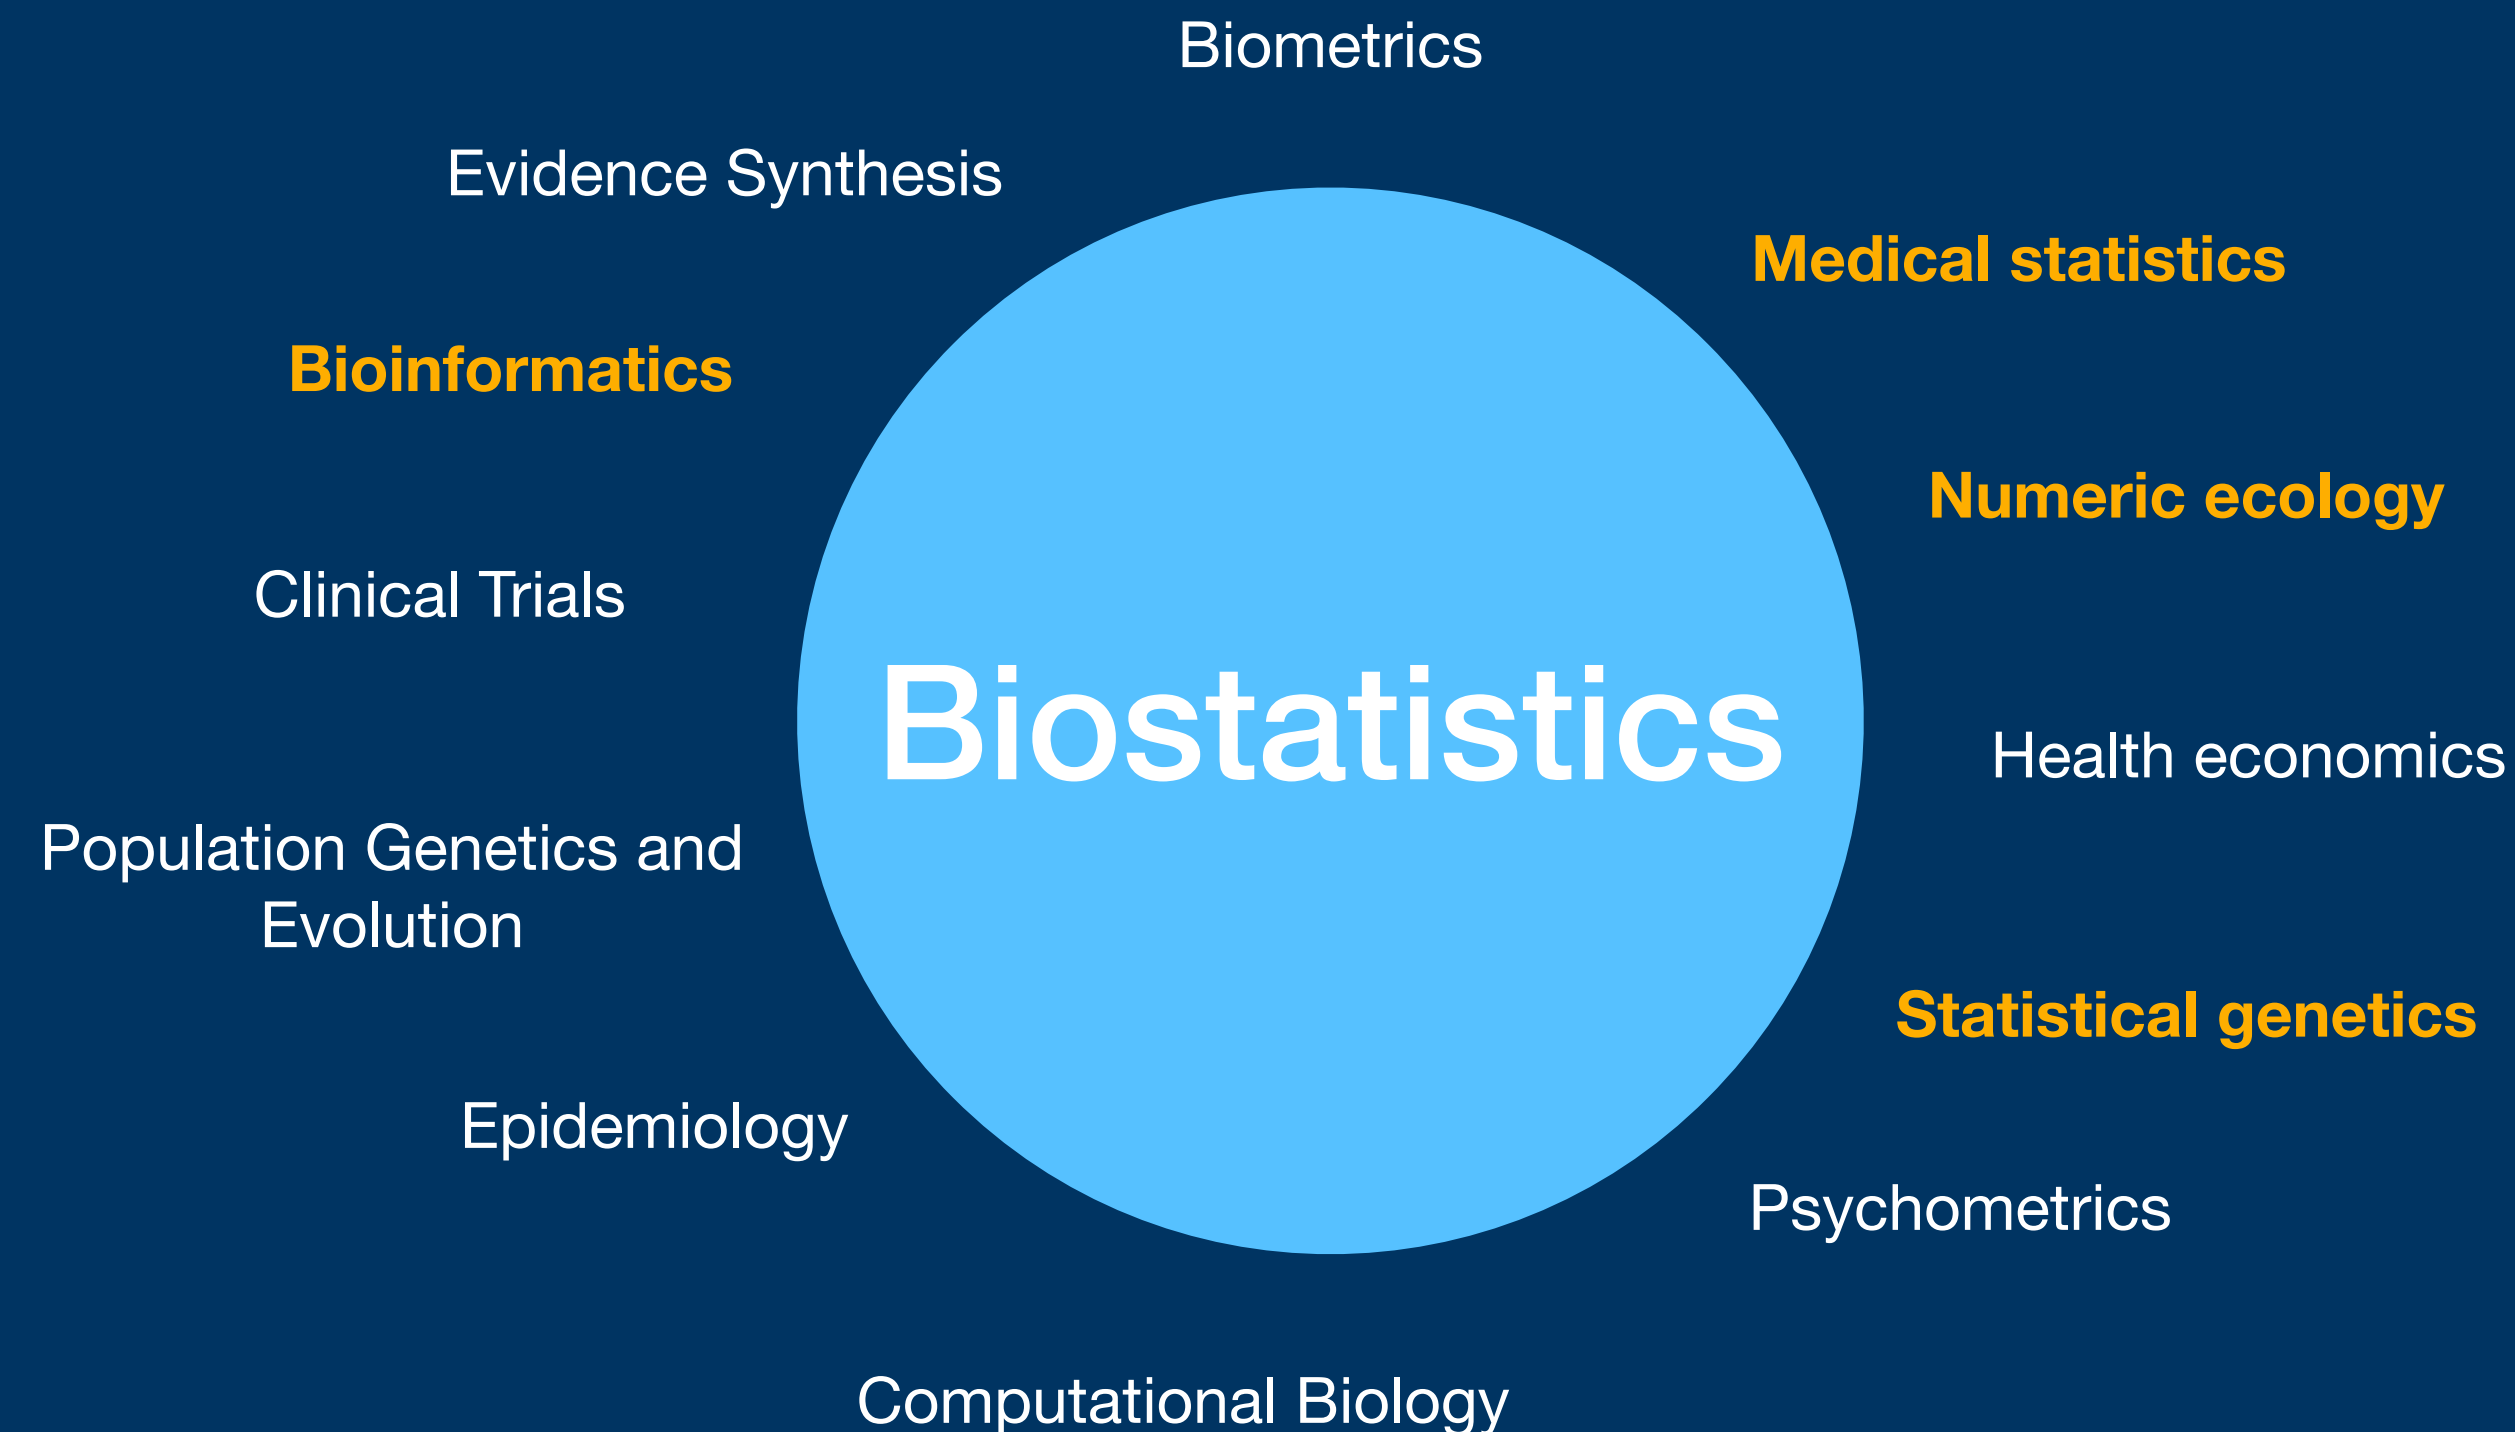 Biometrics
Evidence Synthesis
Medical statistics
Bioinformatics
Numeric ecology
Clinical Trials
Biostatistics
Health economics
Population Genetics and
Evolution
Statistical genetics
Epidemiology
Psychometrics
Computational Biology